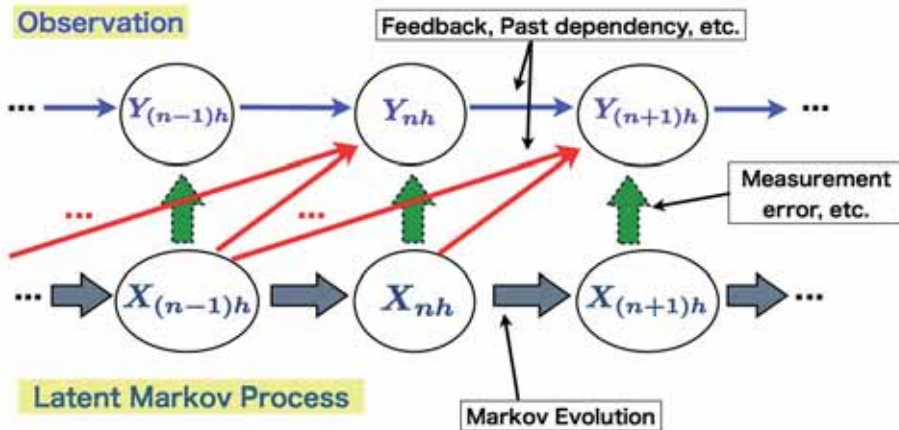 Observation
Feedback, Past dependency, etc.
... Y(n−1)h Ynh Y(n+1)h ...
Measurement
error, etc.
... ...
... X(n−1)h Xnh X(n+1)h ...
Latent Markov Process
Markov Evolution